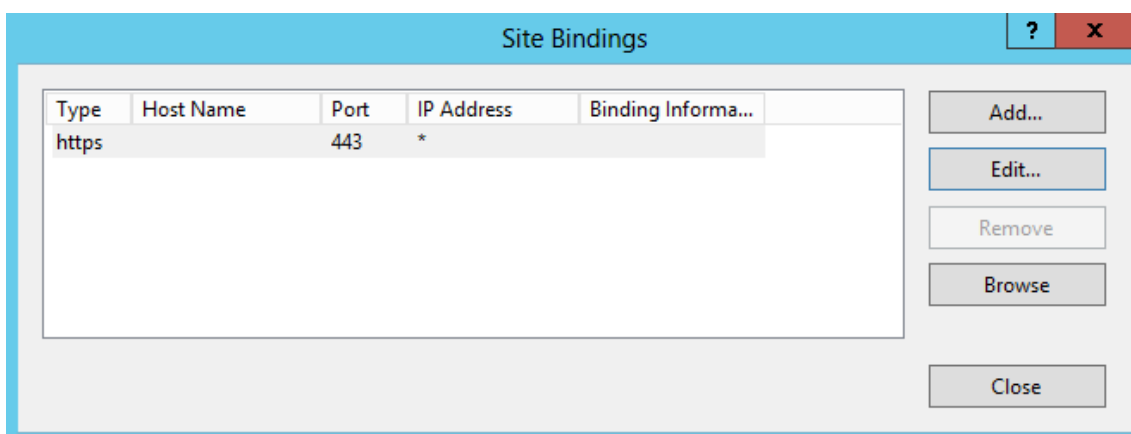 Site Bindings
? x
Type Host Name Port IP Address Binding Informa...
https 443 *
Add...
Edit...
Remove
Browse
Close